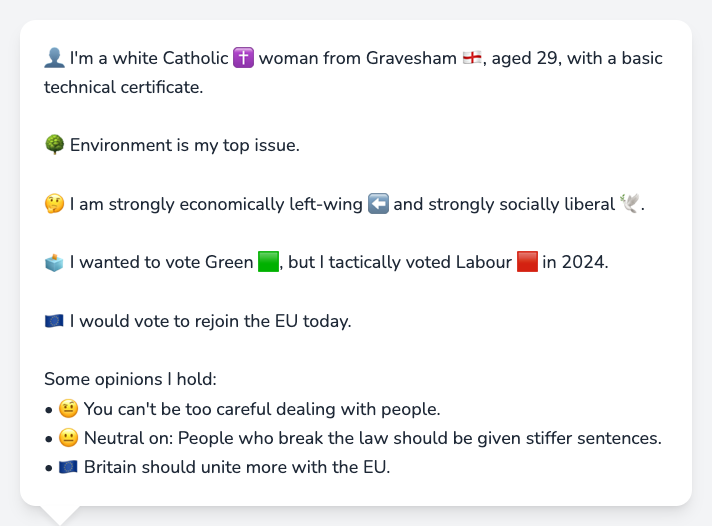 👤 I'm a white Catholic ✝️ woman from Gravesham 🏴󠁧󠁢󠁥󠁮󠁧󠁿, aged 29, with a basic
technical certificate.
🌳 Environment is my top issue.
🤔 I am strongly economically left-wing ⬅️ and strongly socially liberal 🕊️.
🗳️ I wanted to vote Green 🟩, but I tactically voted Labour 🟥 in 2024.
🇪🇺 I would vote to rejoin the EU today.
Some opinions I hold:
• 🤨 You can't be too careful dealing with people.
• 😐 Neutral on: People who break the law should be given stiffer sentences.
• 🇪🇺 Britain should unite more with the EU.